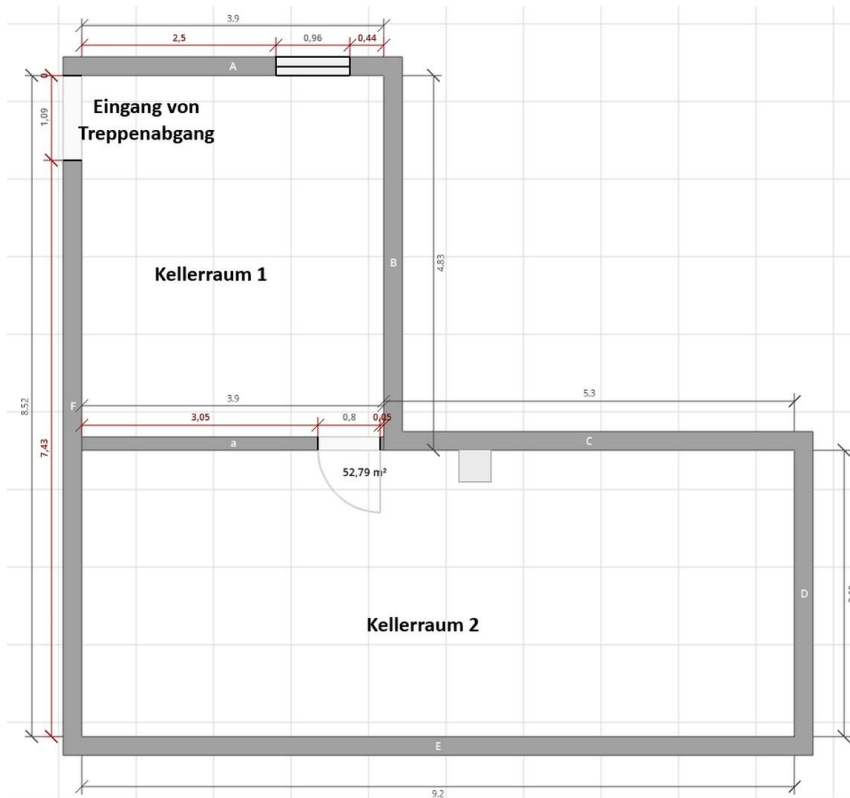 3,9
2,5
0,96
0,44
A
0
1,09
Eingang von
Treppenabgang
Kellerraum 1
B
4,83
8,52
F
7,43
3,9
5,3
3,05
0,8
0,05
a
C
52,79 m²
Kellerraum 2
D
E
9,2